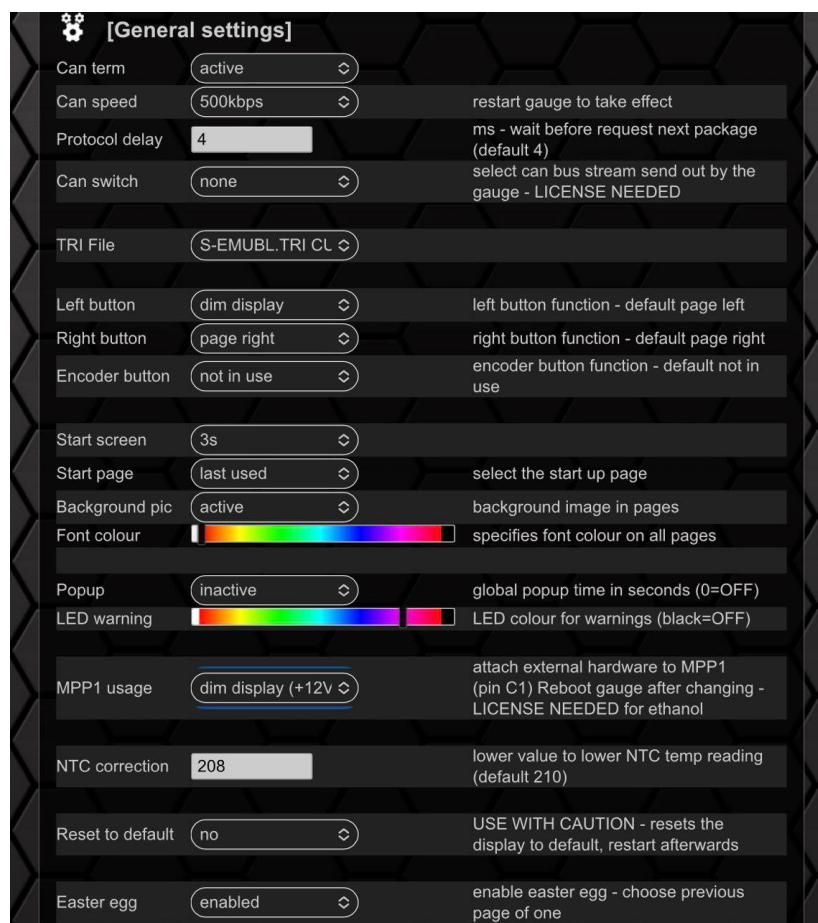 [General settings]
Can term active
Can speed 500kbps restart gauge to take effect
Protocol delay 4 ms - wait before request next package
(default 4)
Can switch none select can bus stream send out by the
gauge - LICENSE NEEDED
TRI File S-EMUBL.TRI CU
Left button dim display left button function - default page left
Right button page right right button function - default page right
Encoder button not in use encoder button function - default not in
use
Start screen 3s
Start page last used select the start up page
Background pic active background image in pages
Font colour specifies font colour on all pages
Popup inactive global popup time in seconds (0=OFF)
LED warning LED colour for warnings (black=OFF)
MPP1 usage dim display (+12V attach external hardware to MPP1
(pin C1) Reboot gauge after changing -
LICENSE NEEDED for ethanol
NTC correction 208 lower value to lower NTC temp reading
(default 210)
Reset to default no USE WITH CAUTION - resets the
display to default, restart afterwards
Easter egg enabled enable easter egg - choose previous
page of one